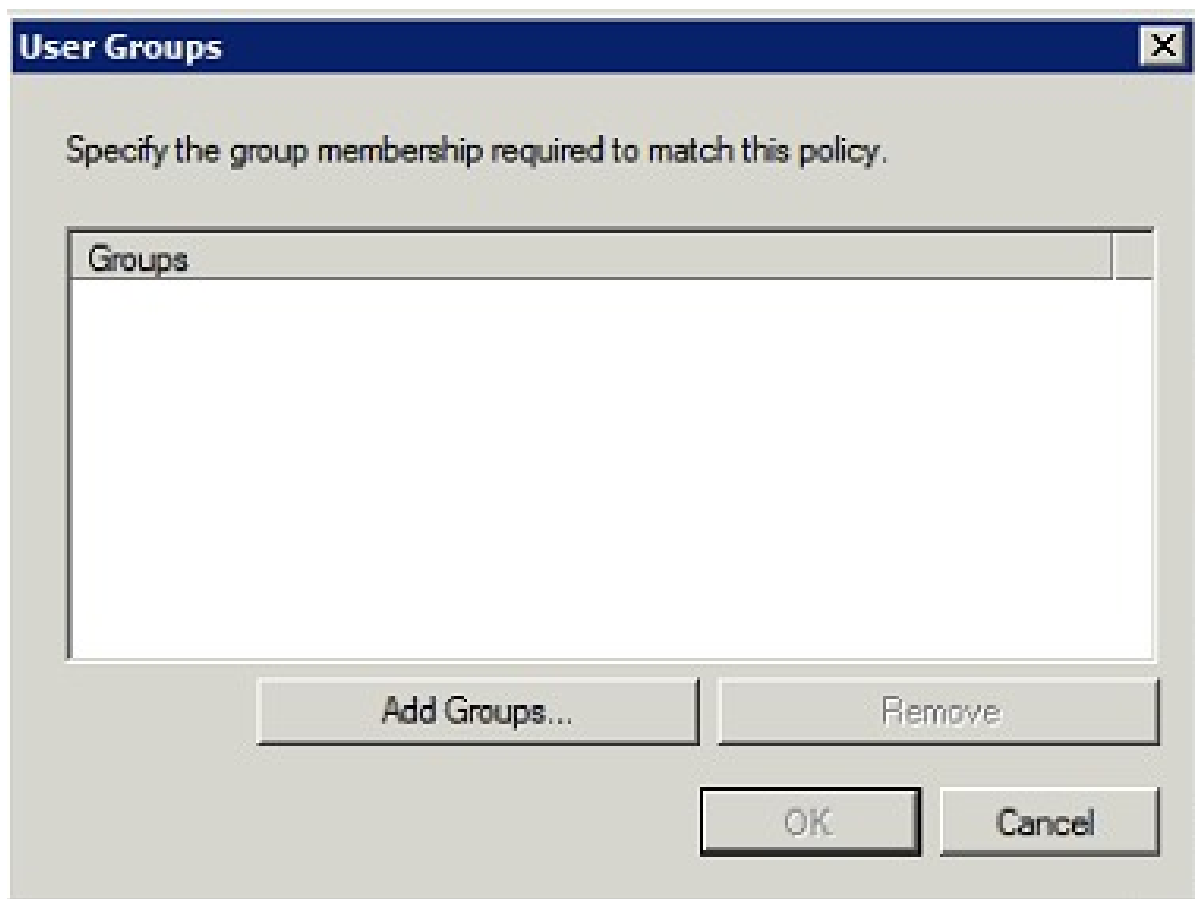 User Groups
Specify the group membership required to match this policy.
Groups
Add Groups...
Remove
OK
Cancel